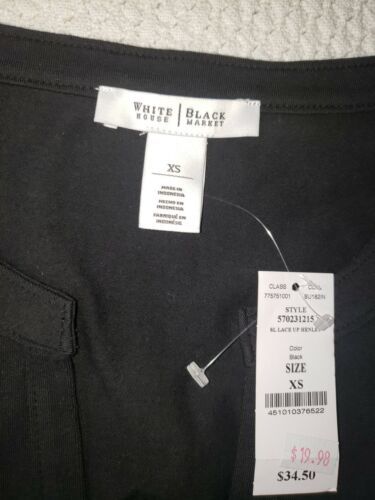 WHITE | BLACK
HOUSE | MARKET
XS
MADE IN
INDONESIA
HECHO EN
INDONESIA
FABRIQUÉ EN
INDONÉSIE
CLASS
775751001 SU182IN
STYLE
570231215
SL LACE UP HENLEY
Color
Black
SIZE
XS
451010376522
$19.98
$34.50